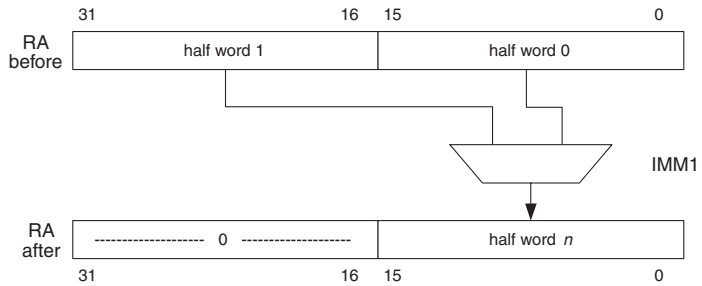 31 16 15 0
RA before half word 1 half word 0
IMM1
RA after -------------------- 0 -------------------- half word n
31 16 15 0